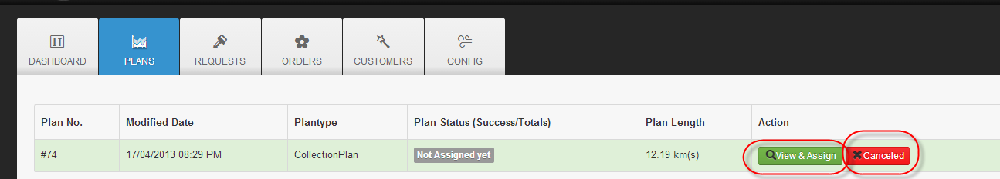 DASHBOARD PLANS REQUESTS ORDERS CUSTOMERS CONFIG
Plan No. Modified Date Plantype Plan Status (Success/Totals) Plan Length Action
#74 17/04/2013 08:29 PM CollectionPlan Not Assigned yet 12.19 km(s) View & Assign Canceled